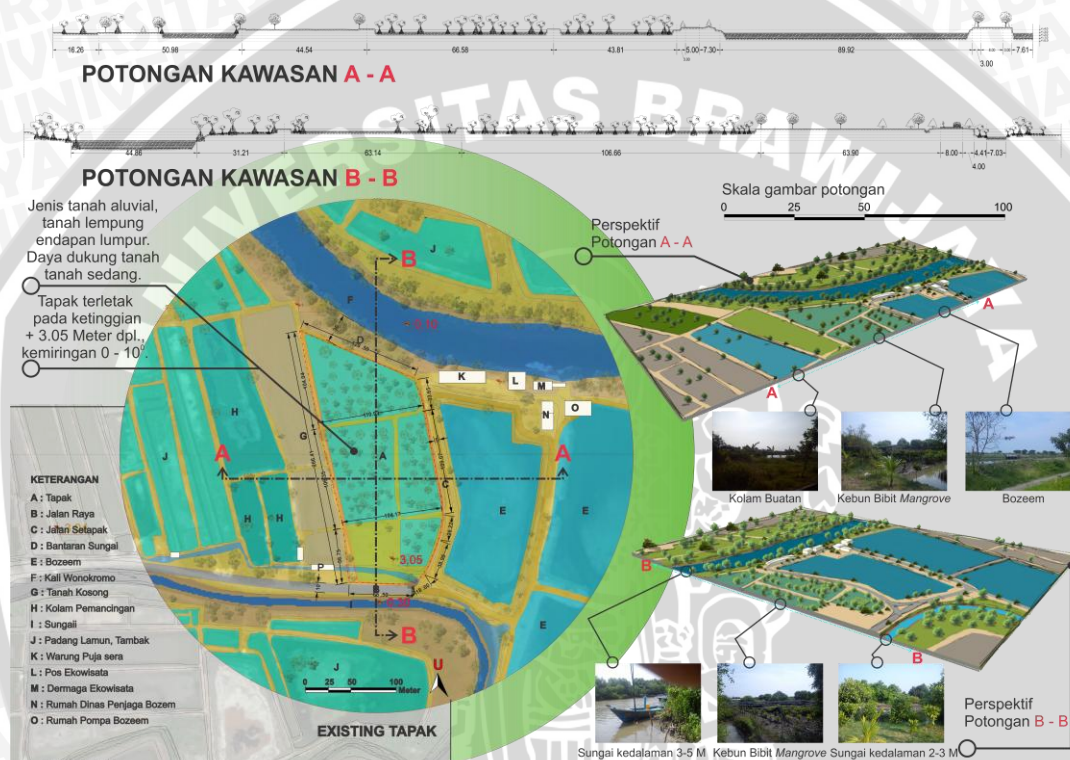 16.26 50.98 44.54 66.58 43.81 5.00 7.30 89.92 7.61
3.00
POTONGAN KAWASAN A - A
44.86 31.21 63.14 106.66 63.90 8.00 4.41 7.03
4.00
POTONGAN KAWASAN B - B
UNIVERSITAS BRAWIJAYA
Jenis tanah aluvial,
tanah lempung
endapan lumpur.
Daya dukung tanah
tanah sedang.
Tapak terletak
pada ketinggian
+ 3.05 Meter dpl.,
kemiringan 0 - 10°.
Skala gambar potongan
0 25 50 100
Perspektif
Potongan A - A
A
A
Kolam Buatan
Kebun Bibit Mangrove
Bozeem
B
B
Sungai kedalaman 3-5 M
Kebun Bibit Mangrove
Sungai kedalaman 2-3 M
Perspektif
Potongan B - B
B
J
F
D
K
L
M
N
O
H
J
G
A
A
A
C
E
E
H
H
3.05
P
B
E
B
J
U
0 50 100
Meter
EXISTING TAPAK
KETERANGAN
A : Tapak
B : Jalan Raya
C : Jalan Setapak
D : Bantaran Sungai
E : Bozeem
F : Kali Wonokromo
G : Tanah Kosong
H : Kolam Pemancingan
I : Sungaii
J : Padang Lamun, Tambak
K : Warung Puja sera
L : Pos Ekowisata
M : Dermaga Ekowisata
N : Rumah Dinas Penjaga Bozem
O : Rumah Pompa Bozeem